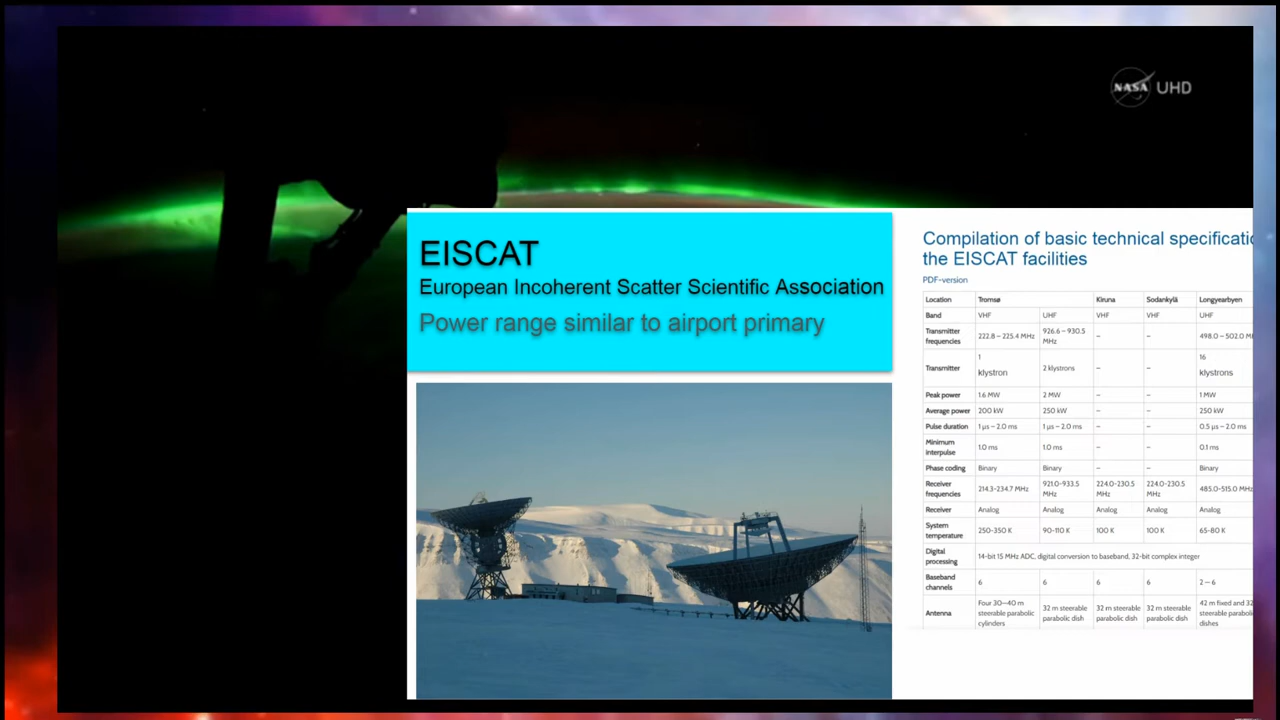 NASA UHD
EISCAT
European Incoherent Scatter Scientific Association
Power range similar to airport primary
Compilation of basic technical
the EISCAT facilities
PDF-version
Location Tromsø Kiruna Sodankylä Longyearbyen
Band VHF UHF VHF VHF UHF
Transmitter frequencies 222.8 – 225.4 MHz 926.6 – 930.5 MHz – – 498.0 – 502.0
Transmitter 1 klystron 2 klystrons – – 16 klystrons
Peak power 1.6 MW 2 MW – – 1 MW
Average power 200 kW 250 kW – – 250 kW
Pulse duration 1 μs – 2.0 ms 1 μs – 2.0 ms – – 0.5 μs – 2.0 ms
Minimum interpulse 1.0 ms 1.0 ms – – 0.1 ms
Phase coding Binary Binary – – Binary
Receiver frequencies 214.3-234.7 MHz 921.0-933.5 MHz 224.0-230.5 MHz 224.0-230.5 MHz 485.0-515.0 MHz
Receiver Analog Analog Analog Analog Analog
System temperature 250-350 K 90-110 K 100 K 100 K 65-80 K
Digital processing 14-bit 15 MHz ADC, digital conversion to baseband, 32-bit complex integer
Baseband channels 6 6 6 6 2 – 6
Antenna Four 30—40 m steerable parabolic cylinders 32 m steerable parabolic dish 32 m steerable parabolic dish 32 m steerable parabolic dish 42 m fixed and 32 steerable parabolic dishes